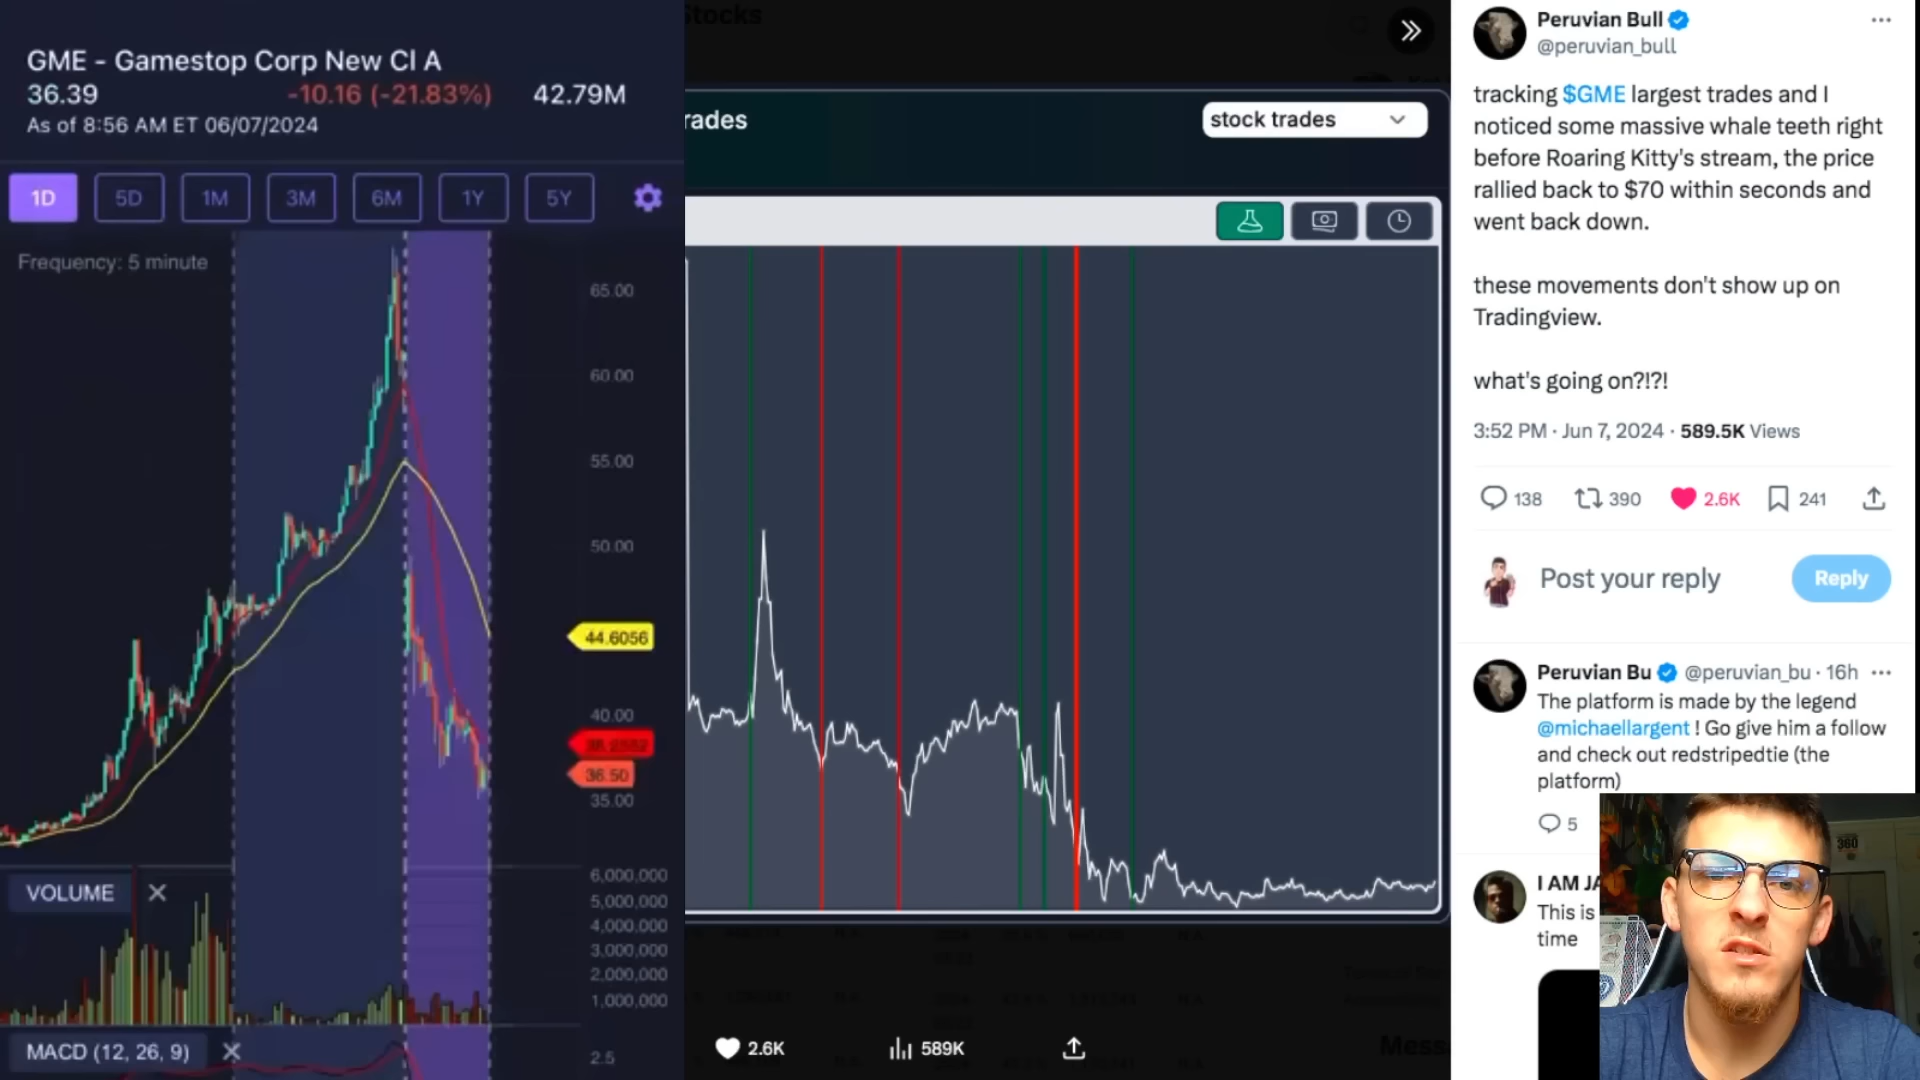 GME - Gamestop Corp New Cl A
36.39 -10.16 (-21.83%) 42.79M
As of 8:56 AM ET 06/07/2024
1D 5D 1M 3M 6M 1Y 5Y
Frequency: 5 minute
65.00
60.00
55.00
50.00
44.6056
40.00
36.50
35.00
VOLUME
6,000,000
5,000,000
4,000,000
3,000,000
2,000,000
1,000,000
MACD (12, 26, 9)
2.5
Stocks
rades
stock trades
2.6K 589K
Peruvian Bull
@peruvian_bull
tracking $GME largest trades and I
noticed some massive whale teeth right
before Roaring Kitty's stream, the price
rallied back to $70 within seconds and
went back down.
these movements don't show up on
Tradingview.
what's going on?!?!
3:52 PM · Jun 7, 2024 · 589.5K Views
138 390 2.6K 241
Post your reply
Reply
Peruvian Bu @peruvian_bu · 16h
The platform is made by the legend
@michaellargent ! Go give him a follow
and check out redstripedtie (the
platform)
5
I AM JA
This is
time
360